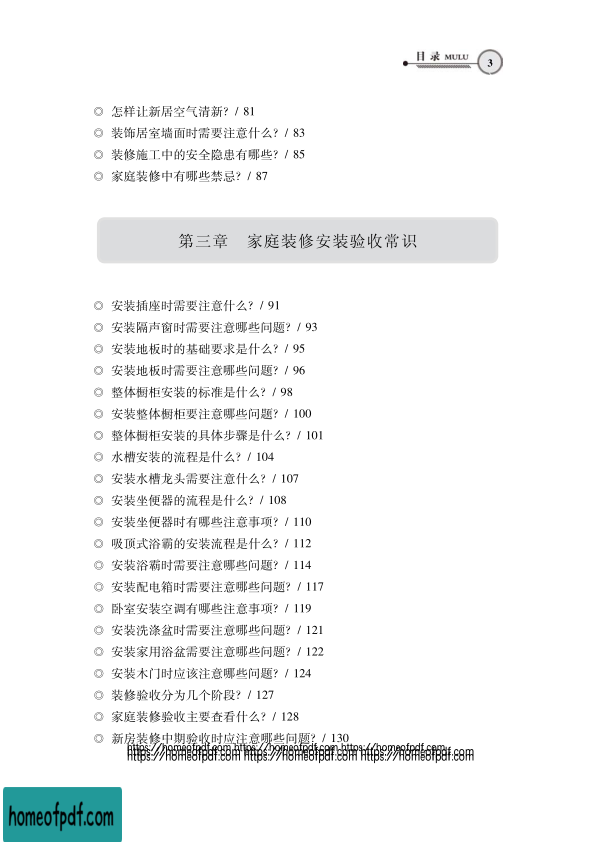 目 录 MULU 3
◎ 怎样让新居空气清新? / 81
◎ 装饰居室墙面时需要注意什么? / 83
◎ 装修施工中的安全隐患有哪些? / 85
◎ 家庭装修中有哪些禁忌? / 87
第三章 家庭装修安装验收常识
◎ 安装插座时需要注意什么? / 91
◎ 安装隔声窗时需要注意哪些问题? / 93
◎ 安装地板时的基础要求是什么? / 95
◎ 安装地板时需要注意哪些问题? / 96
◎ 整体橱柜安装的标准是什么? / 98
◎ 安装整体橱柜要注意哪些问题? / 100
◎ 整体橱柜安装的具体步骤是什么? / 101
◎ 水槽安装的流程是什么? / 104
◎ 安装水槽龙头需要注意什么? / 107
◎ 安装坐便器的流程是什么? / 108
◎ 安装坐便器时有哪些注意事项? / 110
◎ 吸顶式浴霸的安装流程是什么? / 112
◎ 安装浴霸时需要注意哪些问题? / 114
◎ 安装配电箱时需要注意哪些问题? / 117
◎ 卧室安装空调有哪些注意事项? / 119
◎ 安装洗涤盆时需要注意哪些问题? / 121
◎ 安装家用浴盆需要注意哪些问题? / 122
◎ 安装木门时应该注意哪些问题? / 124
◎ 装修验收分为几个阶段? / 127
◎ 家庭装修验收主要查看什么? / 128
◎ 新房装修中期验收时应注意哪些问题? / 130
https://homeofpdf.com https://homeofpdf.com https://homeofpdf.com
https://homeofpdf.com https://homeofpdf.com https://homeofpdf.com
https://homeofpdf.com https://homeofpdf.com https://homeofpdf.com
homeofpdf.com